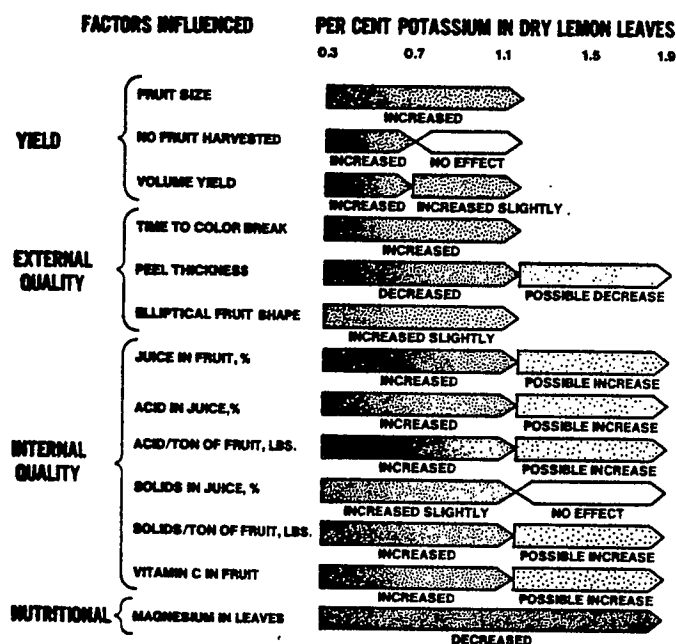 FACTORS INFLUENCED PER CENT POTASSIUM IN DRY LEMON LEAVES
0.3 0.7 1.1 1.5 1.9
YIELD
FRUIT SIZE
INCREASED
NO FRUIT HARVESTED
INCREASED NO EFFECT
VOLUME YIELD
INCREASED INCREASED SLIGHTLY
EXTERNAL QUALITY
TIME TO COLOR BREAK
INCREASED
PEEL THICKNESS
DECREASED POSSIBLE DECREASE
ELLIPTICAL FRUIT SHAPE
INCREASED SLIGHTLY
INTERNAL QUALITY
JUICE IN FRUIT, %
INCREASED POSSIBLE INCREASE
ACID IN JUICE, %
INCREASED POSSIBLE INCREASE
ACID/TON OF FRUIT, LBS.
INCREASED POSSIBLE INCREASE
SOLIDS IN JUICE, %
INCREASED SLIGHTLY NO EFFECT
SOLIDS/TON OF FRUIT, LBS.
INCREASED POSSIBLE INCREASE
VITAMIN C IN FRUIT
INCREASED POSSIBLE INCREASE
NUTRITIONAL
MAGNESIUM IN LEAVES
DECREASED